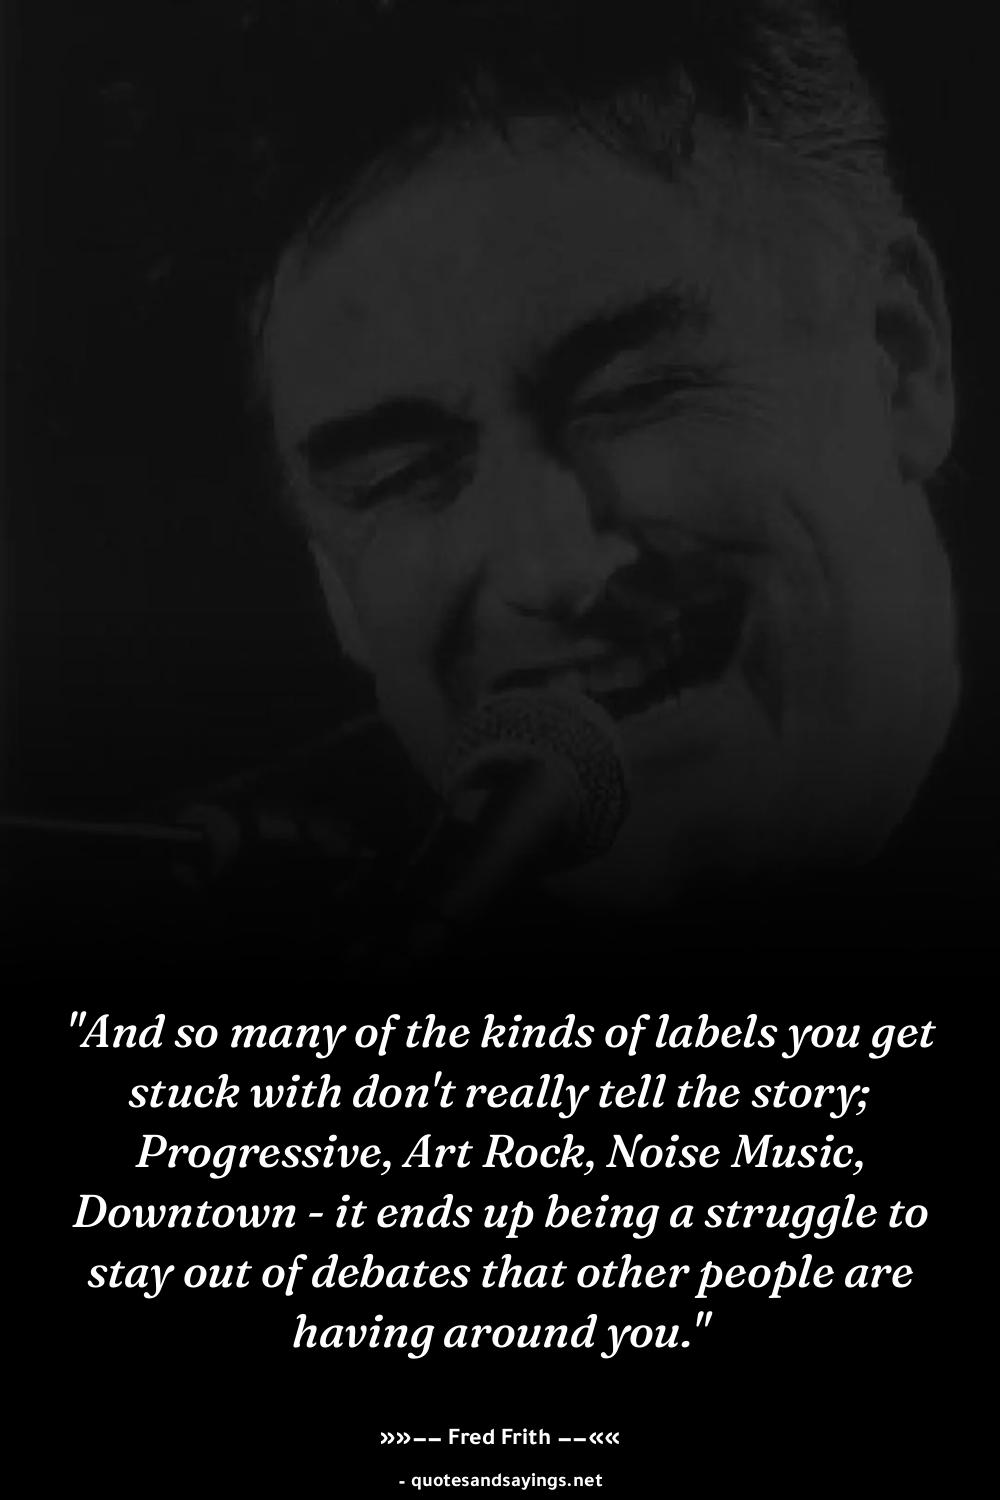 "And so many of the kinds of labels you get
stuck with don't really tell the story;
Progressive, Art Rock, Noise Music,
Downtown - it ends up being a struggle to
stay out of debates that other people are
having around you."
»»−− Fred Frith −−««
- quotesandsayings.net